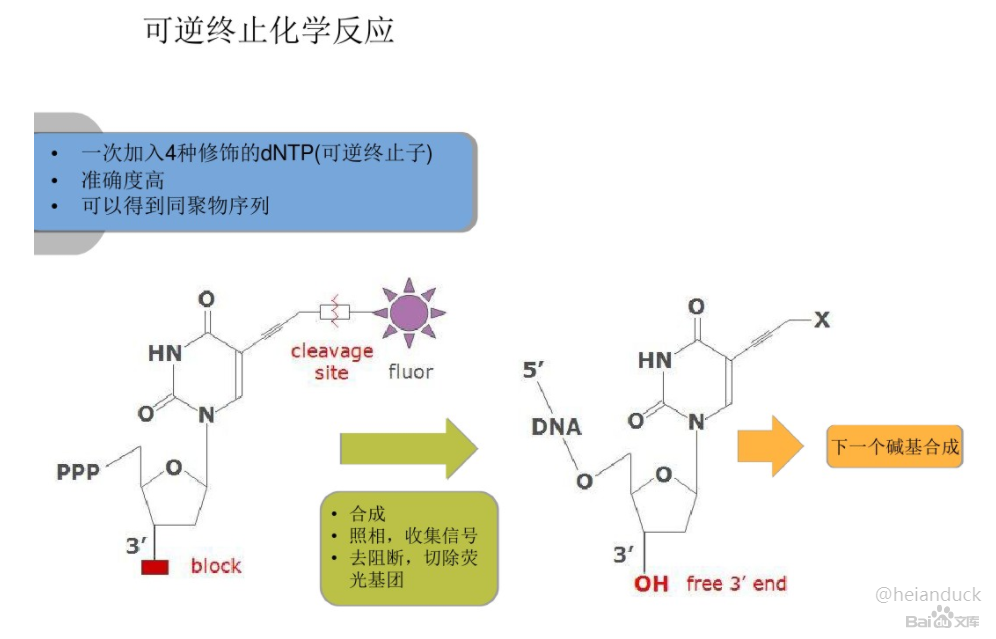 可逆终止化学反应
• 一次加入4种修饰的dNTP(可逆终止子)
• 准确度高
• 可以得到同聚物序列
O
HN
O
N
cleavage
site
fluor
PPP
O
3′
block
• 合成
• 照相，收集信号
• 去阻断，切除荧
光基团
O
X
HN
5′
O
N
DNA
O
O
3′
OH free 3′ end
下一个碱基合成
@heianduck
Bai du 文库